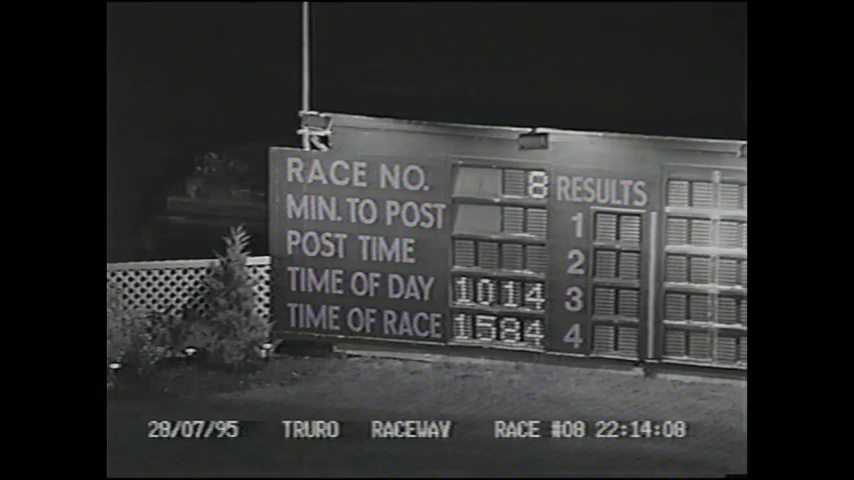 RACE NO. 8
MIN. TO POST
POST TIME
TIME OF DAY 1014
TIME OF RACE 1584
RESULTS
1
2
3
4
28/07/95 TRURO RACEWAY RACE #08 22:14:08